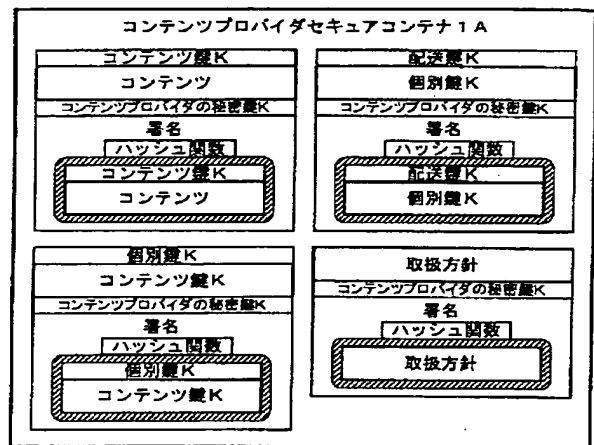 コンテンツプロバイダセキュアコンテナ1A
コンテンツ鍵K
コンテンツ
コンテンツプロバイダの秘密鍵K
署名
ハッシュ関数
コンテンツ鍵K
コンテンツ
配送鍵K
個別鍵K
コンテンツプロバイダの秘密鍵K
署名
ハッシュ関数
配送鍵K
個別鍵K
個別鍵K
コンテンツ鍵K
コンテンツプロバイダの秘密鍵K
署名
ハッシュ関数
個別鍵K
コンテンツ鍵K
取扱方針
コンテンツプロバイダの秘密鍵K
署名
ハッシュ関数
取扱方針